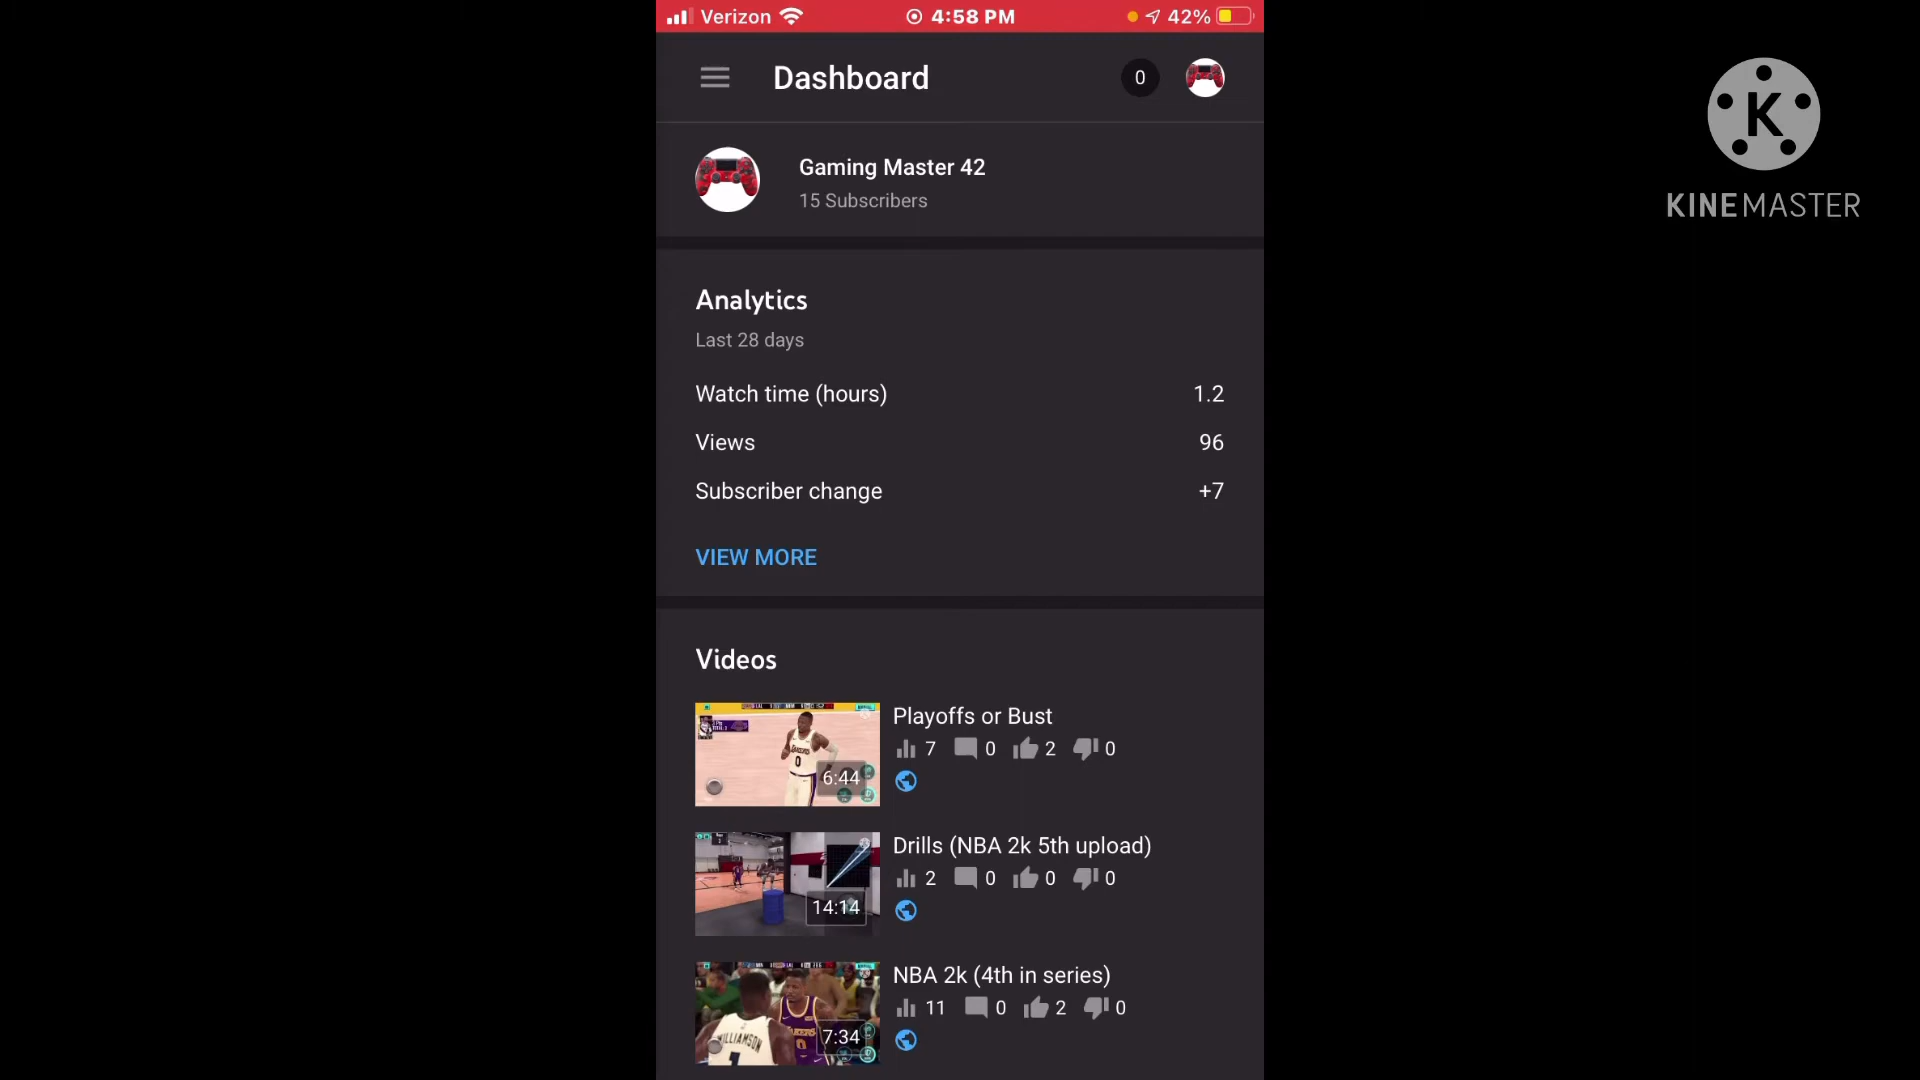 Verizon 4:58 PM 42%
Dashboard 0
Gaming Master 42
15 Subscribers
Analytics
Last 28 days
Watch time (hours) 1.2
Views 96
Subscriber change +7
VIEW MORE
Videos
Playoffs or Bust
7 0 2 0
6:44
Drills (NBA 2k 5th upload)
2 0 0 0
14:14
NBA 2k (4th in series)
11 0 2 0
7:34
WILLIAMSON
K
KINEMASTER